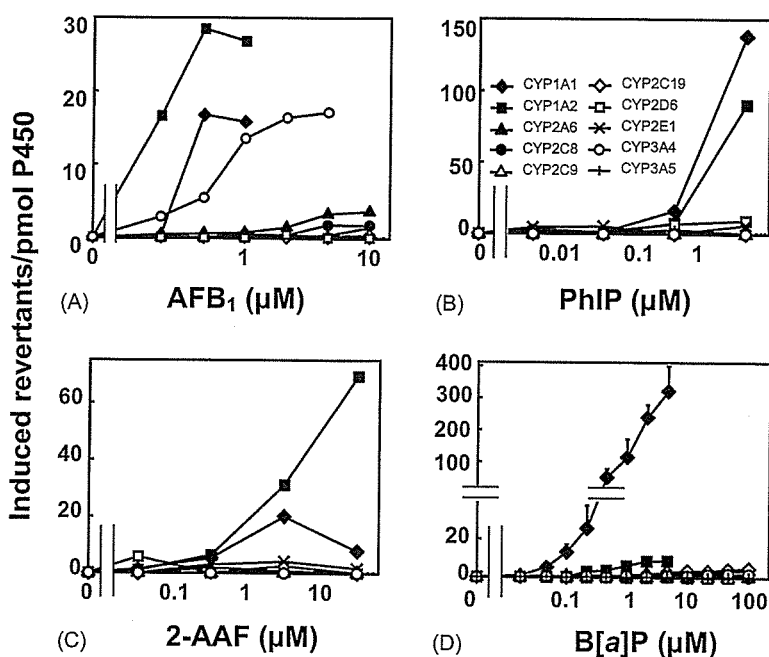 Induced revertants/pmol P450
30
20
10
0
0
1
10
(A)
AFB₁ (µM)
150
100
50
0
CYP1A1
CYP1A2
CYP2A6
CYP2C8
CYP2C9
CYP2C19
CYP2D6
CYP2E1
CYP3A4
CYP3A5
0
0.01
0.1
1
(B)
PhIP (µM)
60
40
20
0
0
0.1
1
10
(C)
2-AAF (µM)
400
300
200
100
20
0
0
0.1
1
10
100
(D)
B[a]P (µM)